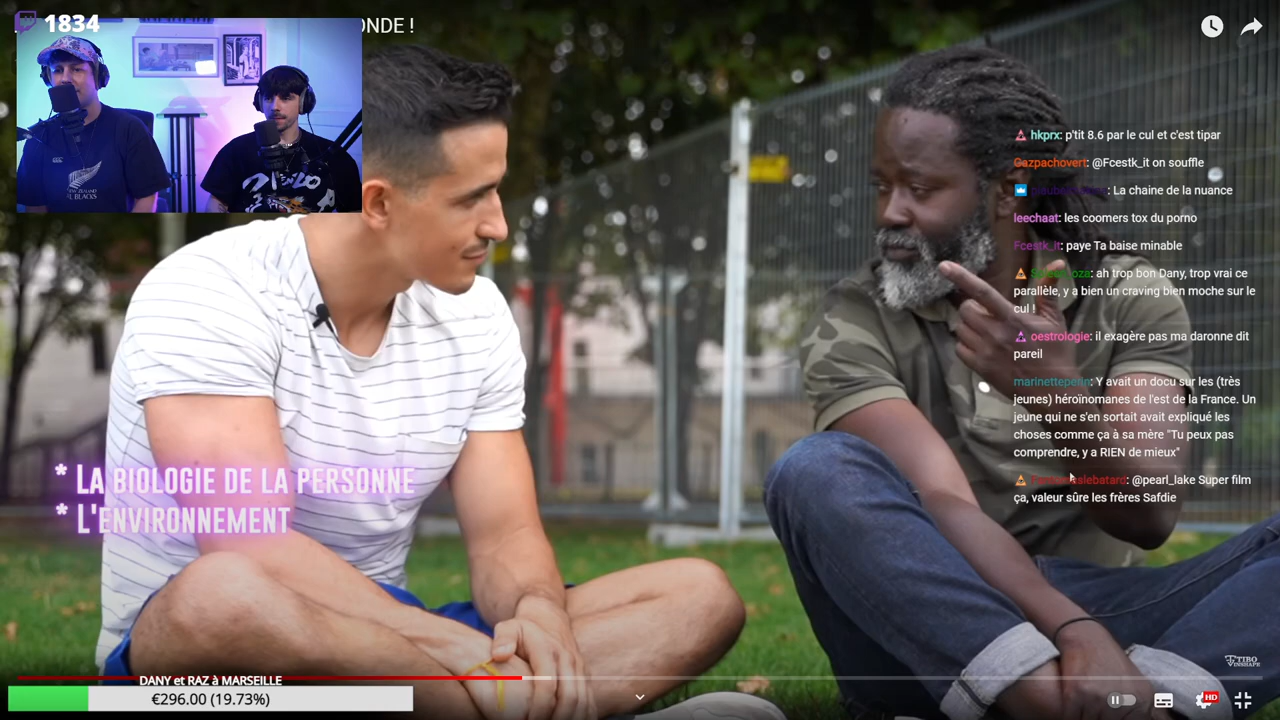 1834
ONDE !
hkprx: p'tit 8.6 par le cul et c'est tipar
Gazpachovert: @Fcestk_it on souffle
: La chaine de la nuance
leechaat: les coomers tox du porno
Fcestk_it: paye Ta baise minable
: ah trop bon Dany, trop vrai ce
parallèle, y a bien un craving bien moche sur le
cul !
oestrologie: il exagère pas ma daronne dit
pareil
marinetteperin: Y avait un docu sur les (très
jeunes) héroïnomanes de l'est de la France. Un
jeune qui ne s'en sortait avait expliqué les
choses comme ça à sa mère "Tu peux pas
comprendre, y a RIEN de mieux"
: @pearl_lake Super film
ça, valeur sûre les frères Safdie
* LA BIOLOGIE DE LA PERSONNE
* L'ENVIRONNEMENT
NEW ZEALAND
TIBO
INSHAPE
DANY et RAZ à MARSEILLE
€296.00 (19.73%)
HD